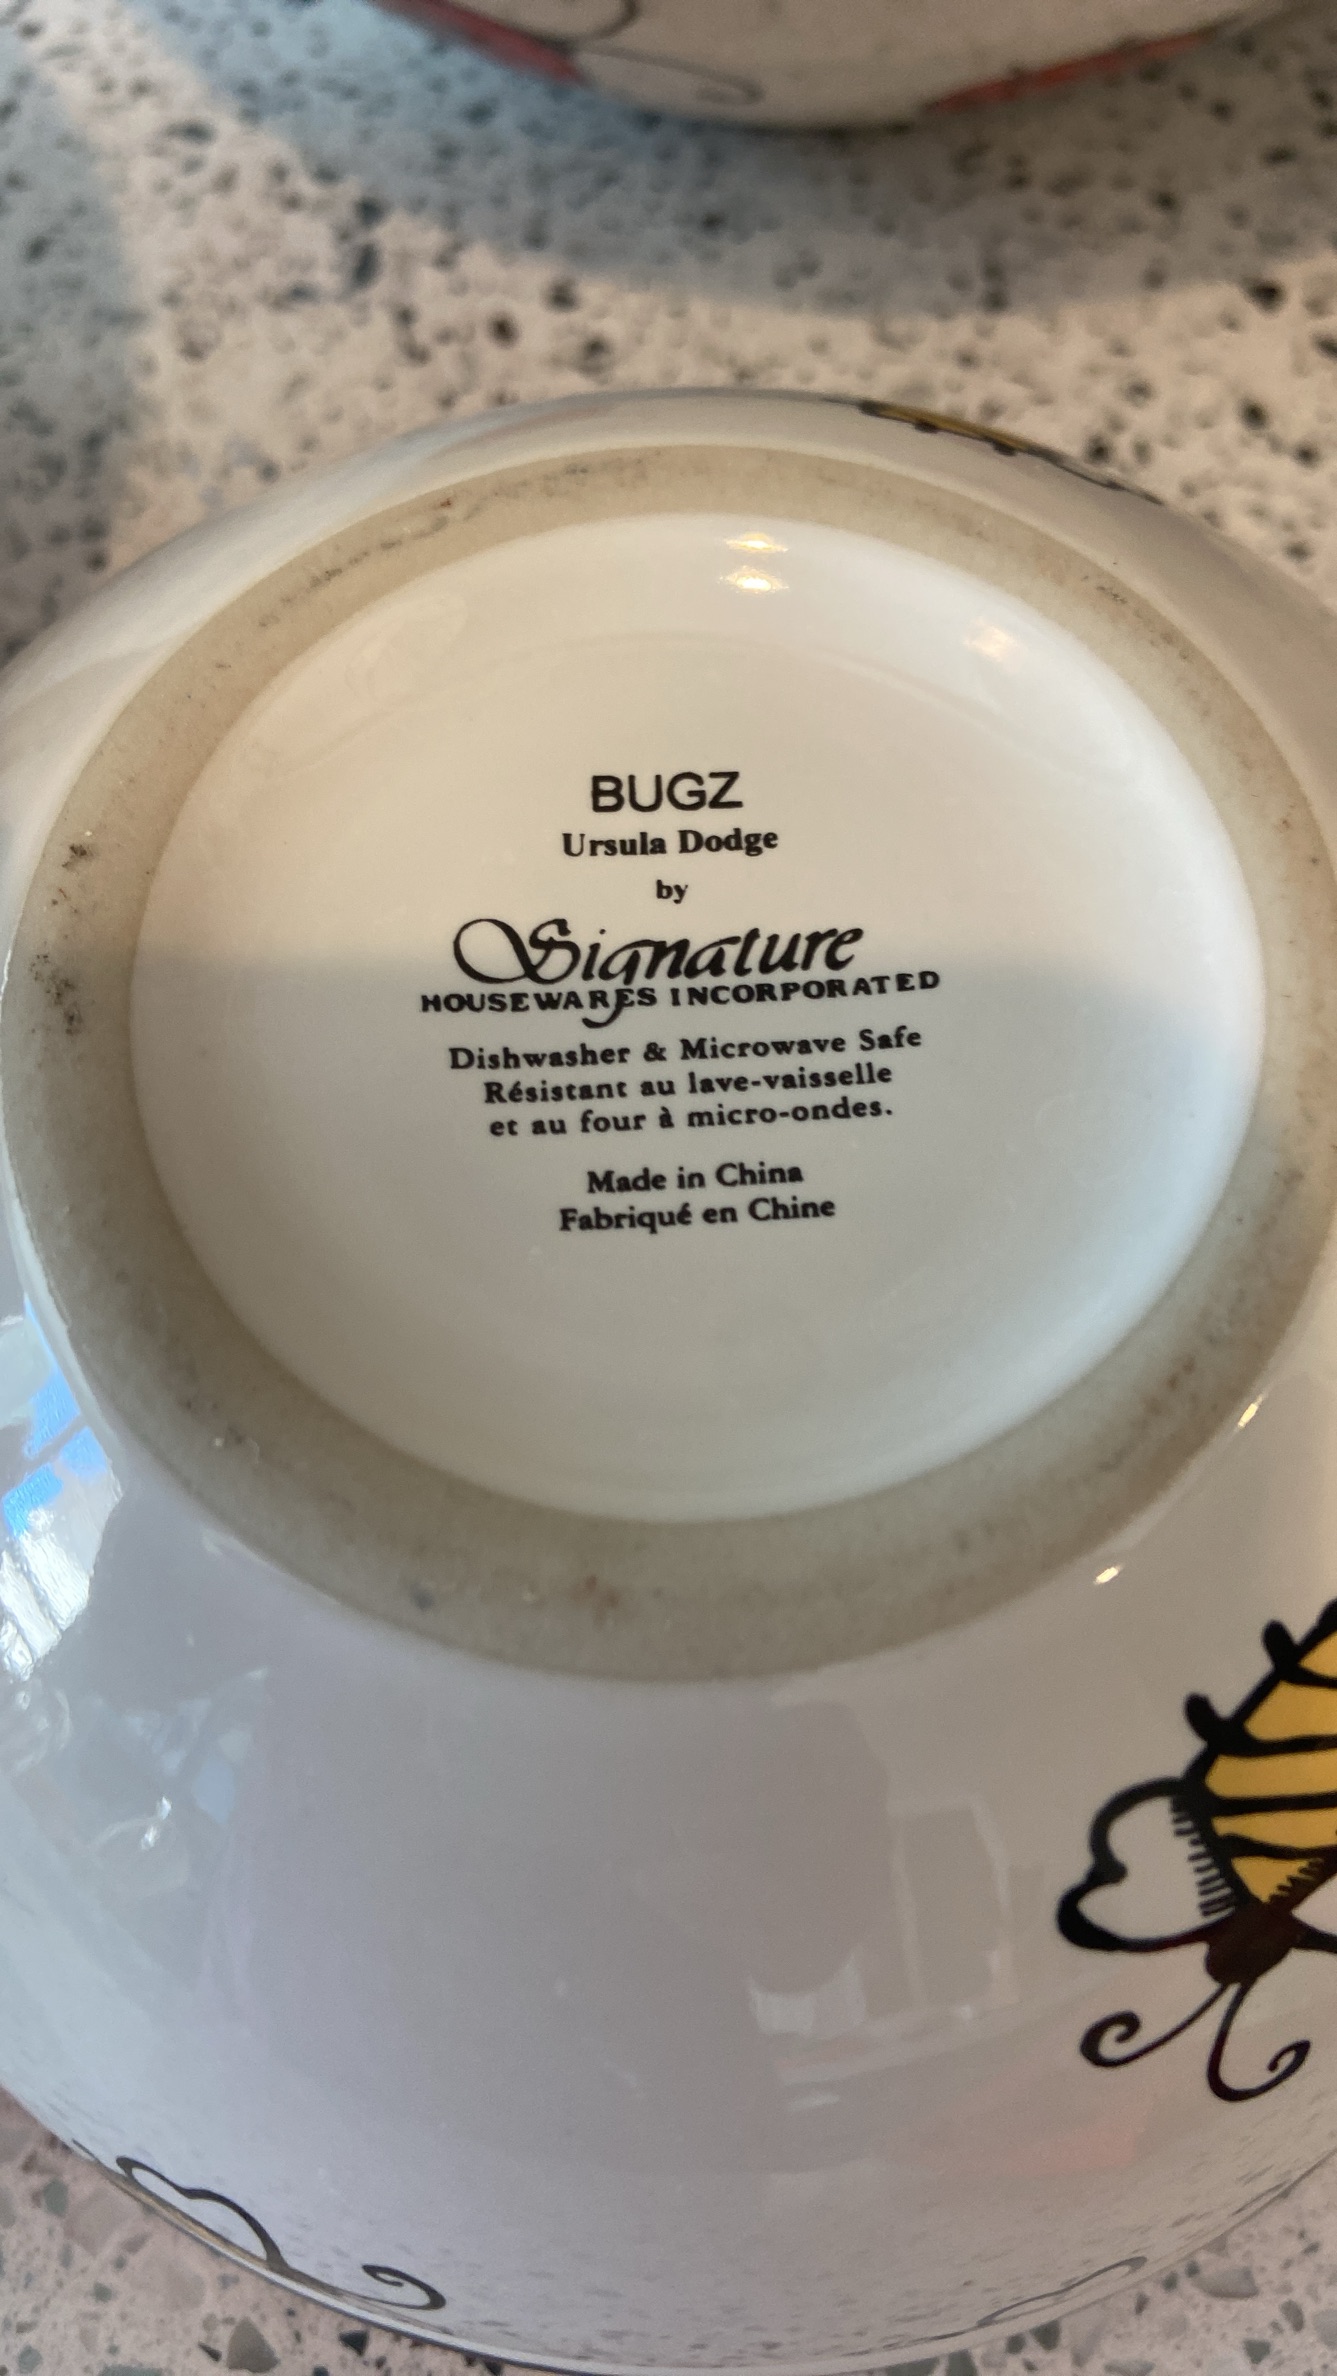 BUGZ
Ursula Dodge
by
Signature
HOUSEWARES INCORPORATED
Dishwasher & Microwave Safe
Résistant au lave-vaisselle
et au four à micro-ondes.
Made in China
Fabriqué en Chine